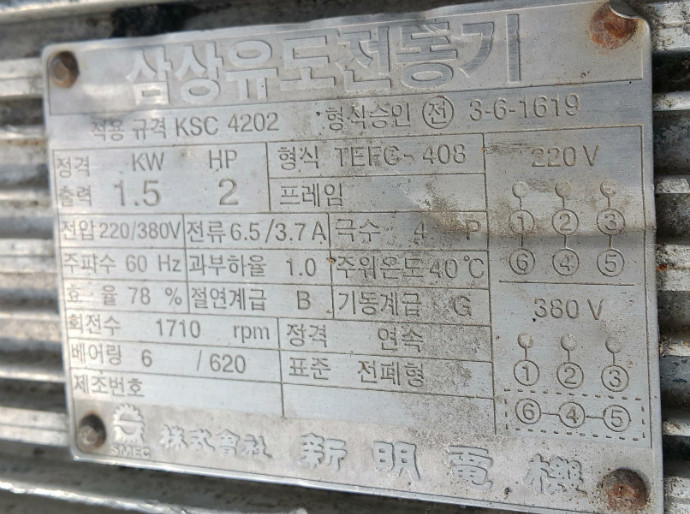 삼상유도전동기
적용 규격 KSC 4202 형식승인 전 3-6-1619
정격 출력 KW 1.5 HP 2 형식 TEFC-408
프레임
전압 220/380V 전류 6.5/3.7A 극수 4 P
주파수 60 Hz 과부하율 1.0 주위온도 40℃
효율 78 % 절연계급 B 기동계급 G
회전수 1710 rpm 정격 연속
베어링 6 /620 표준 전폐형
제조번호
220V
① ② ③
⑥ ④ ⑤
380 V
① ② ③
⑥-④-⑤
SMEC 株式會社 新明電機